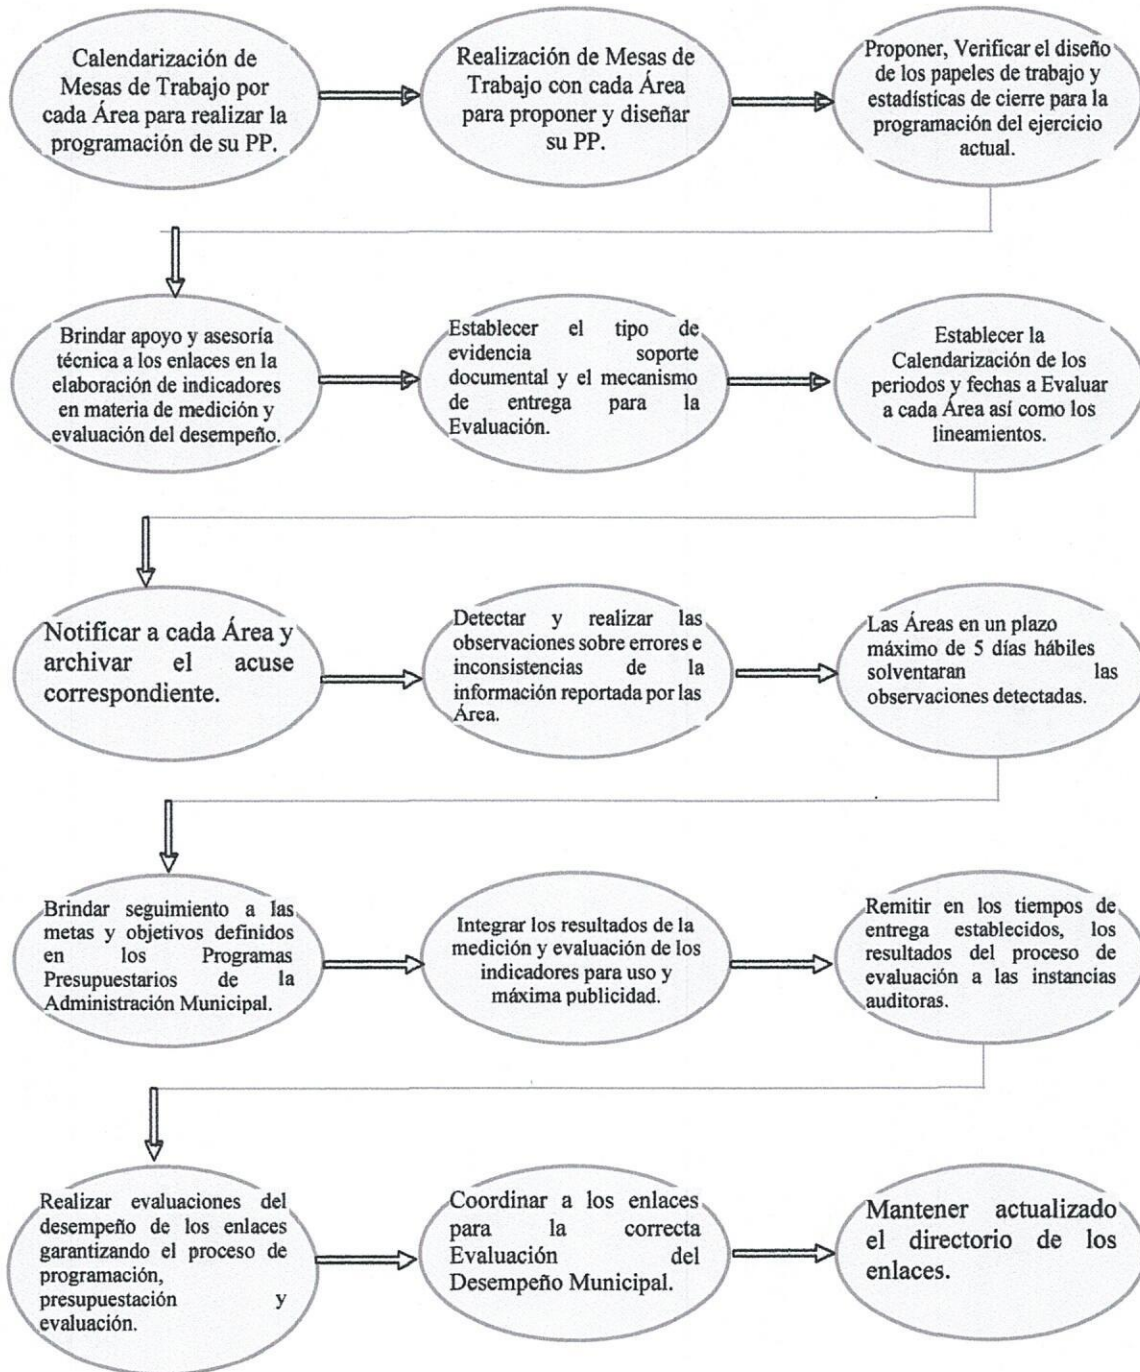 Calendarización de
Mesas de Trabajo por
cada Área para realizar la
programación de su PP.
Realización de Mesas de
Trabajo con cada Área
para proponer y diseñar
su PP.
Proponer, Verificar el diseño
de los papeles de trabajo y
estadísticas de cierre para la
programación del ejercicio
actual.
Brindar apoyo y asesoría
técnica a los enlaces en la
elaboración de indicadores
en materia de medición y
evaluación del desempeño.
Establecer el tipo de
evidencia soporte
documental y el mecanismo
de entrega para la
Evaluación.
Establecer la
Calendarización de los
periodos y fechas a Evaluar
a cada Área así como los
lineamientos.
Notificar a cada Área y
archivar el acuse
correspondiente.
Detectar y realizar las
observaciones sobre errores e
inconsistencias de la
información reportada por las
Área.
Las Áreas en un plazo
máximo de 5 días hábiles
solventaran las
observaciones detectadas.
Brindar seguimiento a las
metas y objetivos definidos
en los Programas
Presupuestarios de la
Administración Municipal.
Integrar los resultados de la
medición y evaluación de los
indicadores para uso y
máxima publicidad.
Remitir en los tiempos de
entrega establecidos, los
resultados del proceso de
evaluación a las instancias
auditoras.
Realizar evaluaciones del
desempeño de los enlaces
garantizando el proceso de
programación,
presupuestación y
evaluación.
Coordinar a los enlaces
para la correcta
Evaluación del
Desempeño Municipal.
Mantener actualizado
el directorio de los
enlaces.